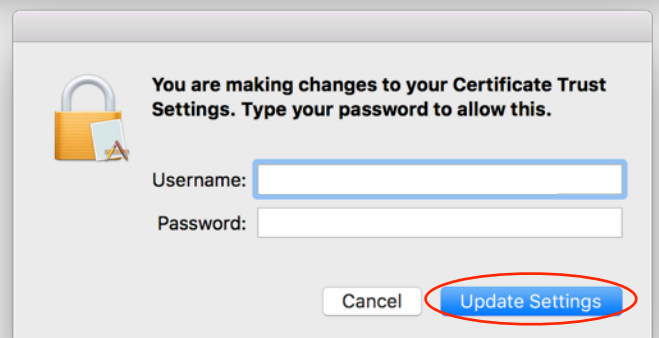 You are making changes to your Certificate Trust
Settings. Type your password to allow this.
Username:
Password:
Cancel
Update Settings